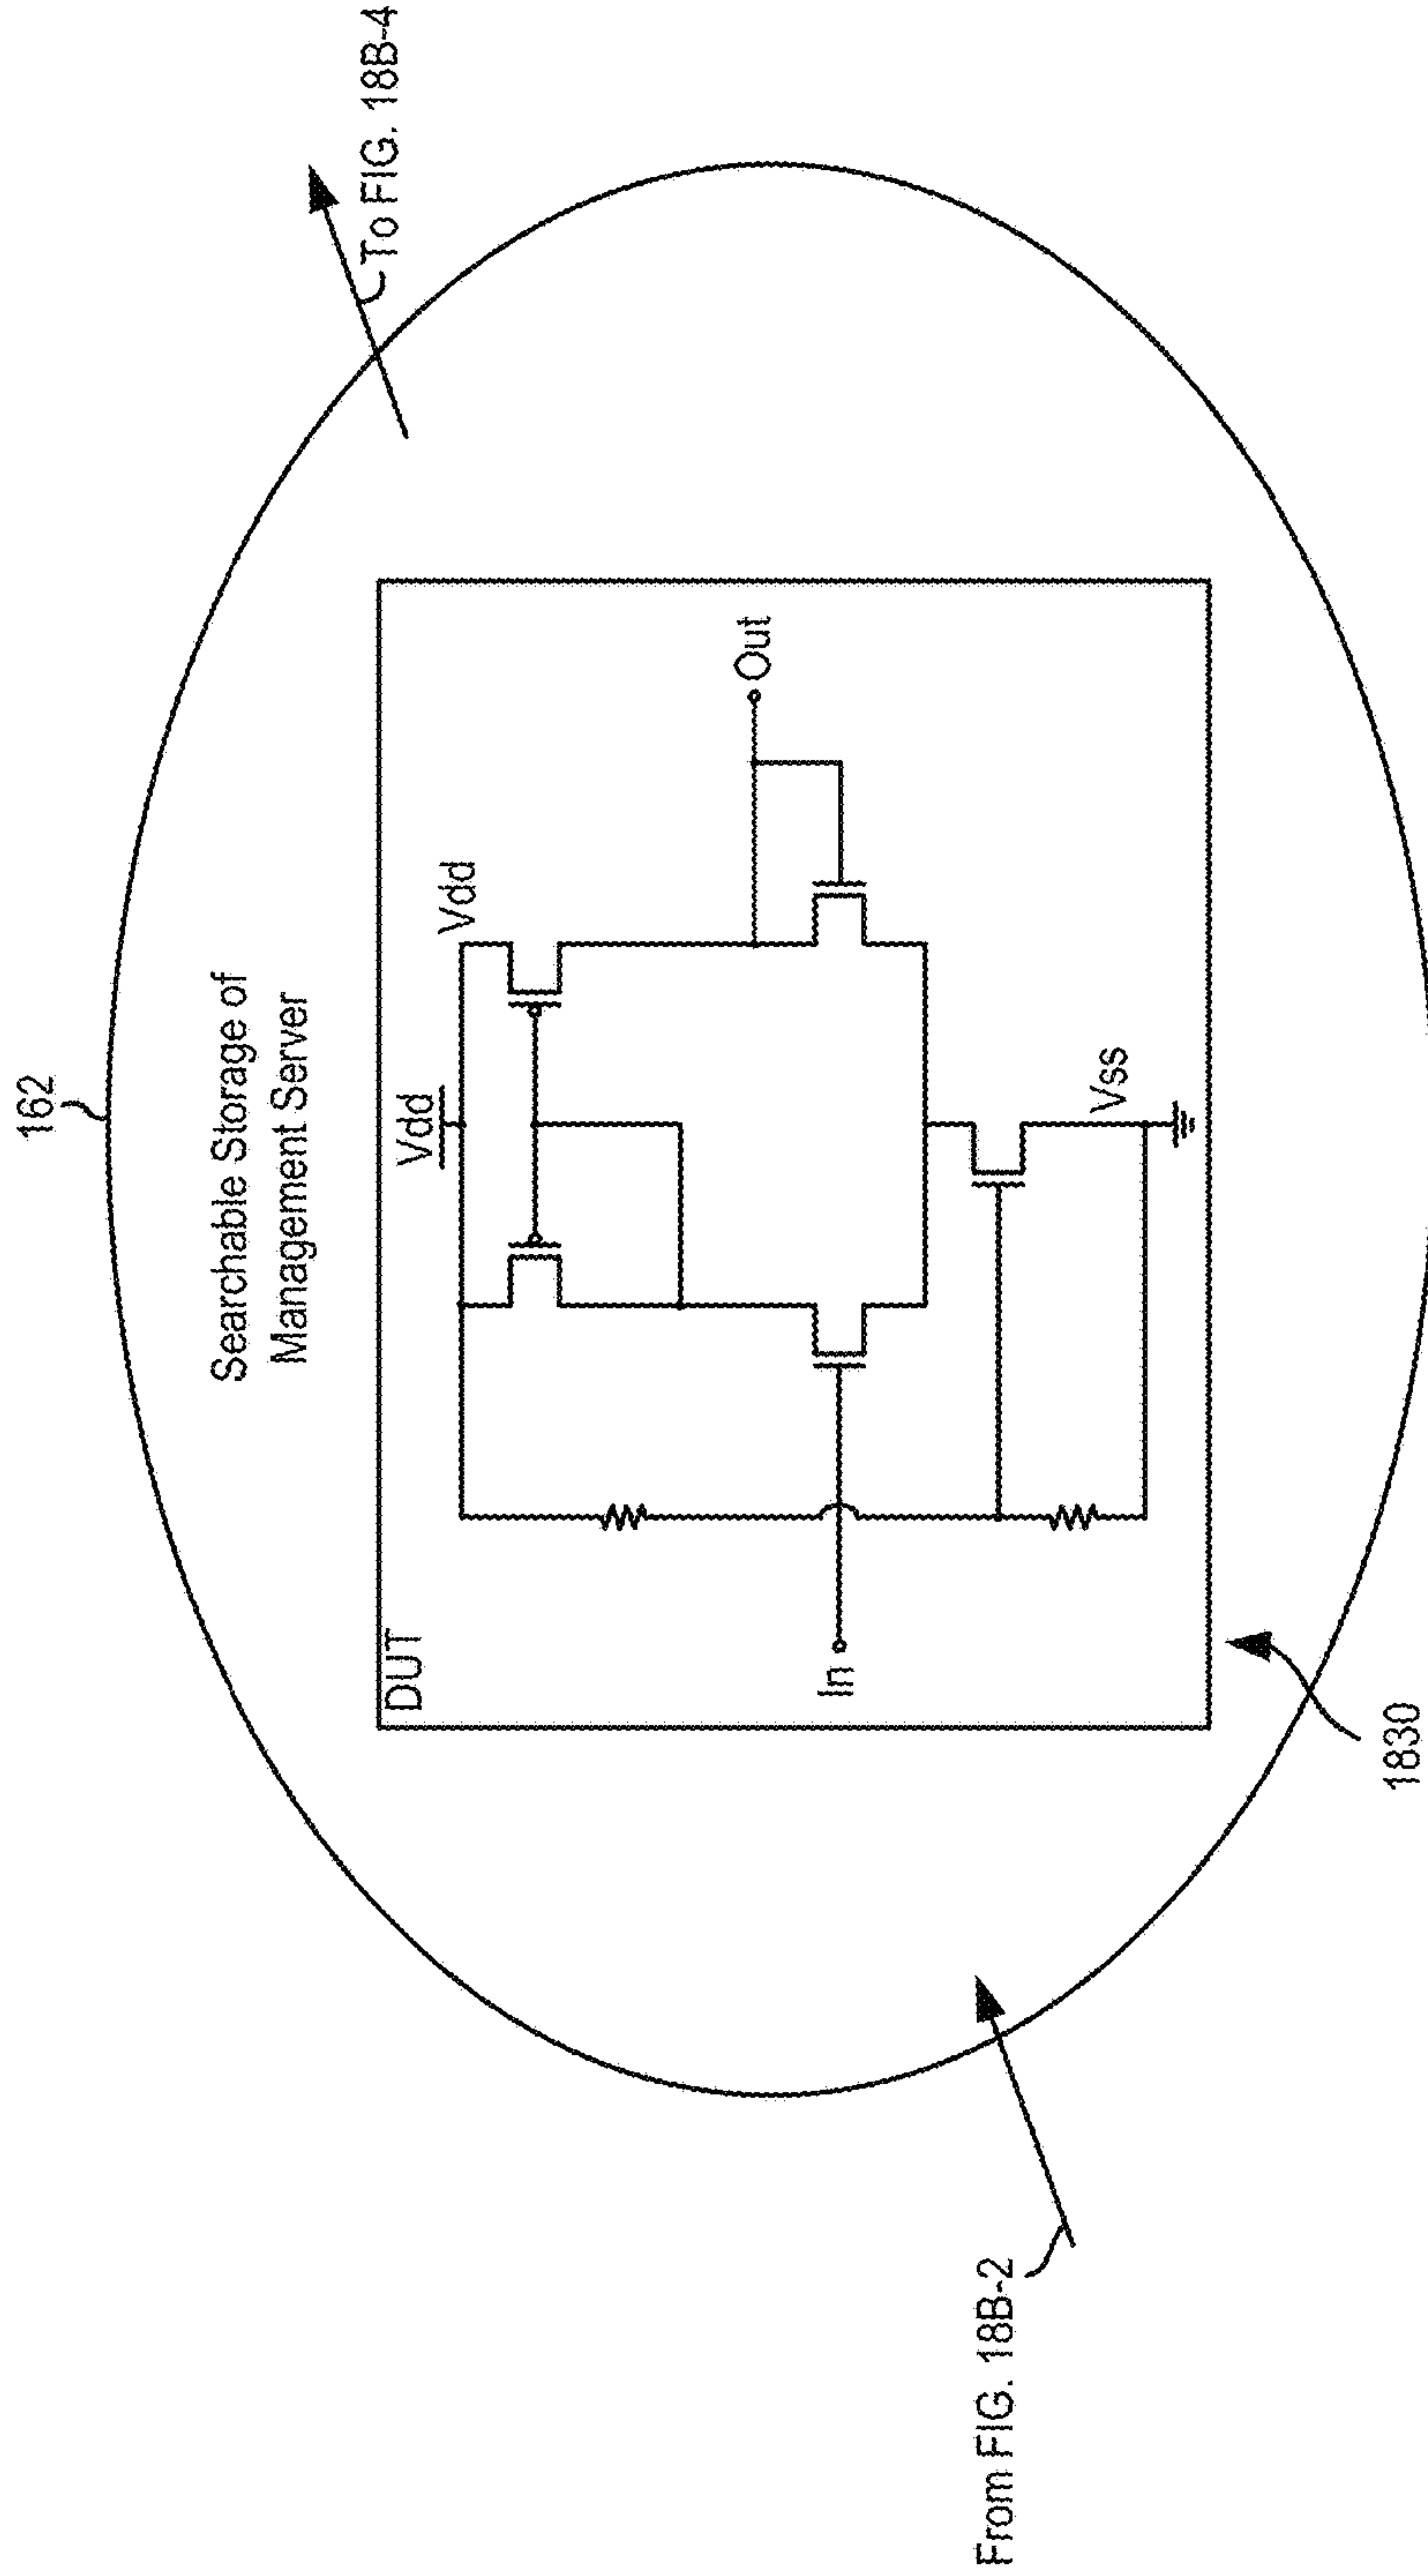 162
Searchable Storage of
Management Server
To FIG. 18B-4
DUT
Vdd
Vdd
Out
In
Vss
1830
From FIG. 18B-2